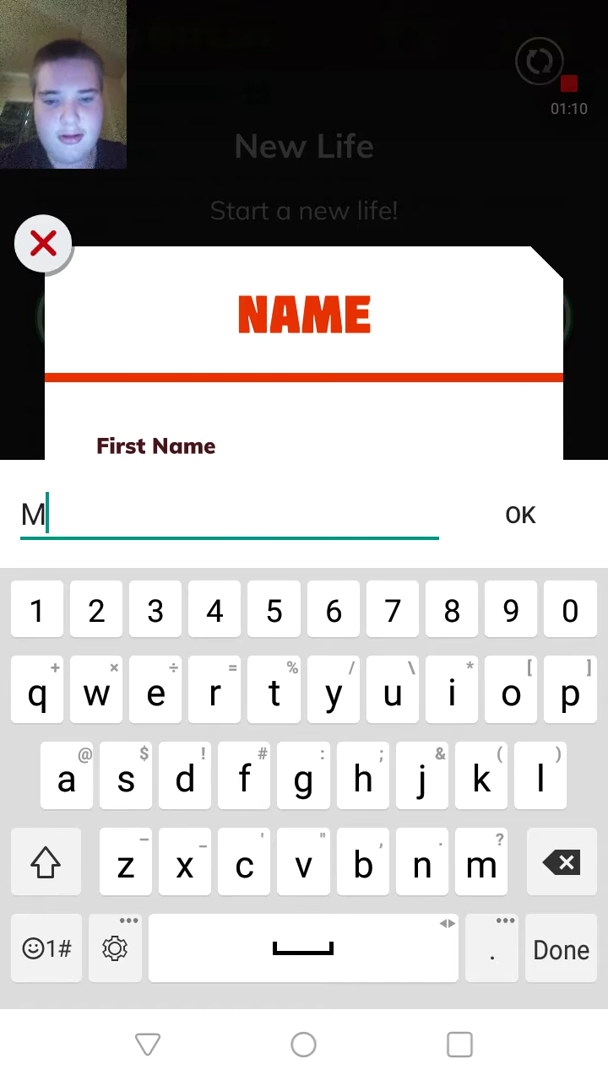 01:10
New Life
Start a new life!
NAME
First Name
M
OK
1 2 3 4 5 6 7 8 9 0
+ × ÷ = % / \ * [ ]
q w e r t y u i o p
@ $ ! # : ; & ( )
a s d f g h j k l
– _ ' " , . ?
z x c v b n m
☺1# . Done